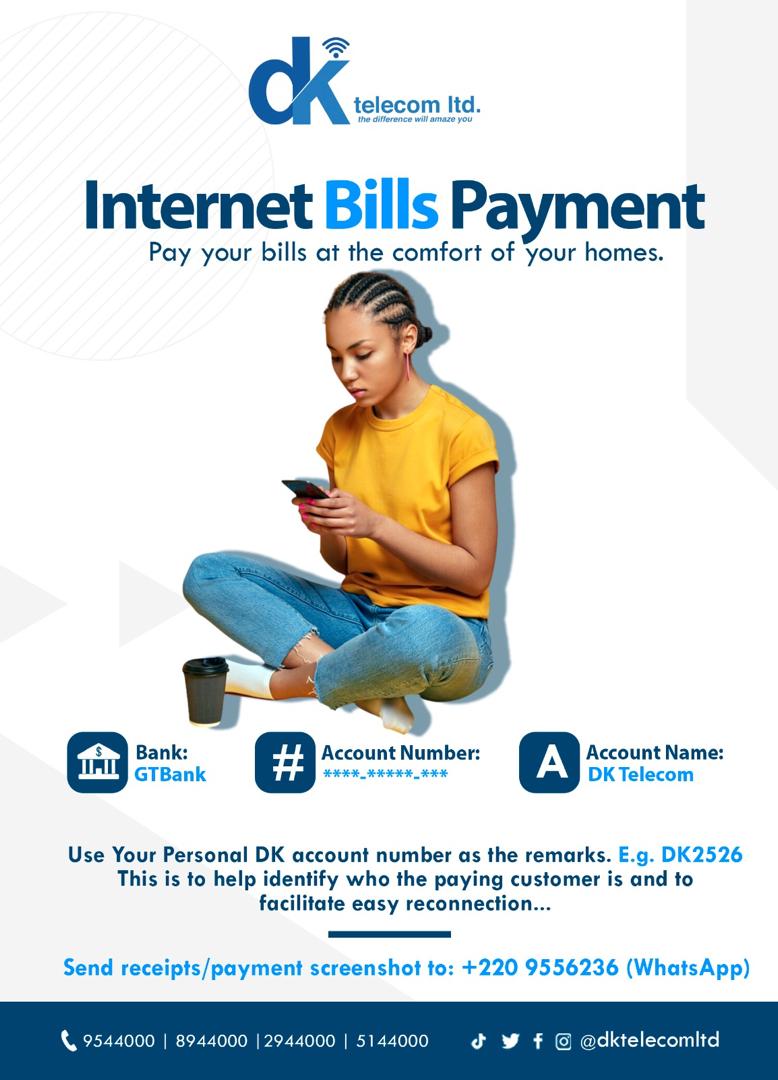 dk telecom ltd.
the difference will amaze you
Internet Bills Payment
Pay your bills at the comfort of your homes.
Bank:
GTBank
# Account Number:
****-*****-***
A Account Name:
DK Telecom
Use Your Personal DK account number as the remarks. E.g. DK2526
This is to help identify who the paying customer is and to
facilitate easy reconnection...
Send receipts/payment screenshot to: +220 9556236 (WhatsApp)
9544000 | 8944000 |2944000 | 5144000 @dktelecomltd